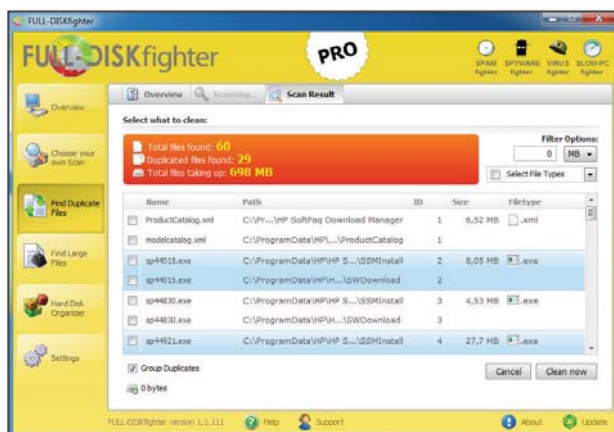 FULL-DISKfighter
FULL-DISKfighter
PRO
SPAM fighter
SPYWARE fighter
VIRUS fighter
SLOW-PC fighter
Overview
Choose your own Scan
Find Duplicate Files
Find Large Files
Hard Disk Organizer
Settings
Overview Scanning... Scan Result
Select what to clean:
Total files found: 60
Duplicated files found: 29
Total files taking up: 698 MB
Filter Options:
0 MB
Select File Types
Name Path ID Size Filetype
ProductCatalog.xml C:\Pr...\HP SoftPaq Download Manager 1 6,52 MB .xml
modelcatalog.xml C:\ProgramData\HP\...\ProductCatalog 1
sp44015.exe C:\ProgramData\HP\HP S...\SSMInstall 2 8,05 MB .exe
sp44015.exe C:\ProgramData\HP\H...\SWDownload 2
sp44830.exe C:\ProgramData\HP\HP S...\SSMInstall 3 4,53 MB .exe
sp44830.exe C:\ProgramData\HP\H...\SWDownload 3
sp44921.exe C:\ProgramData\HP\HP S...\SSMInstall 4 27,7 MB .exe
Group Duplicates
0 bytes
Cancel Clean now
FULL-DISKfighter version 1.1.111 Help Support About Update